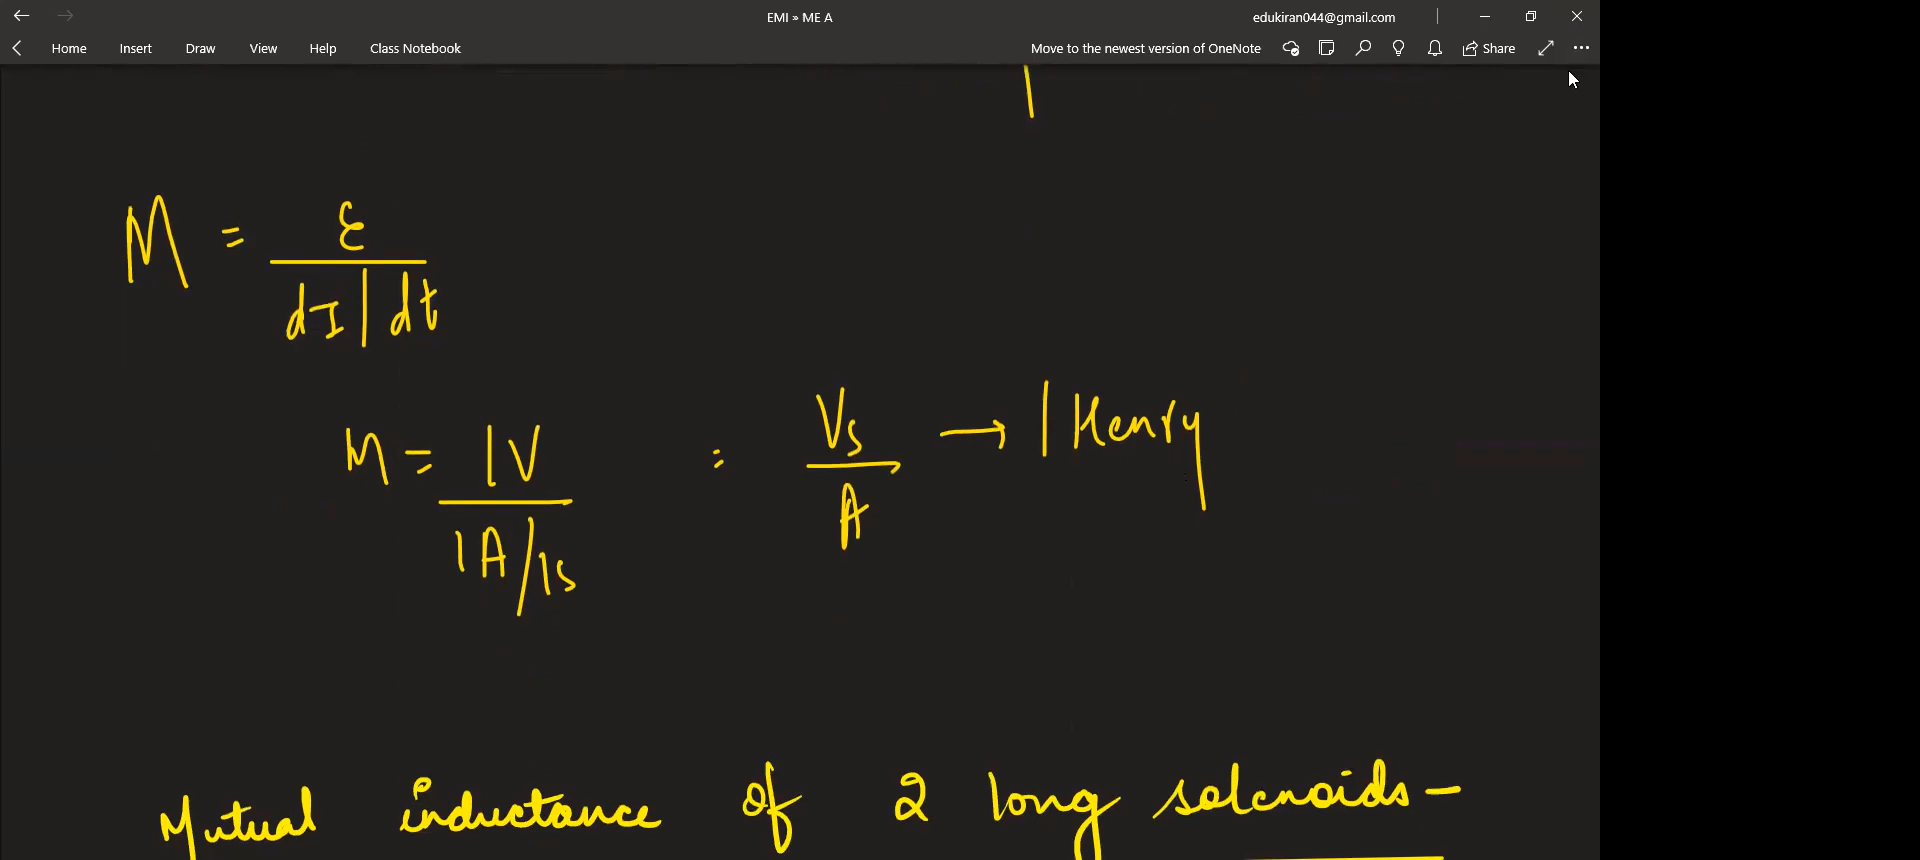 EMI » ME A
edukiran044@gmail.com
Home Insert Draw View Help Class Notebook Move to the newest version of OneNote Share
M = ε
dI | dt
M = 1V : Vs → 1 Henry
1A/1s A
Mutual inductance of 2 long solenoids –